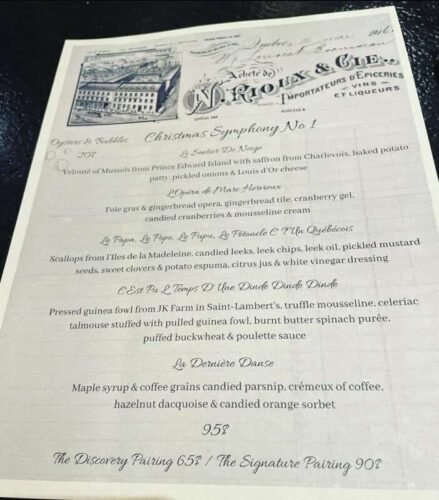 Québec, 1916
M
Acheté de
N. Rioux & Cie.
Importateurs d'Epiceries
Vins
et Liqueurs
Oysters & Bubbles
20$
Christmas Symphony No 1
Le Sentier De Neige
Velouté of Mussels from Prince Edward Island with saffron from Charlevoix, baked potato
patty, pickled onions & Louis d'Or cheese
L'Opéra de Marc Hervieux
Foie gras & gingerbread opera, gingerbread tile, cranberry gel,
candied cranberries & mousseline cream
Le Papa, Le Popo, Le Papu, Le Pétoncle C F'Un Québécois
Scallops from l'Iles de la Madeleine, candied leeks, leek chips, leek oil, pickled mustard
seeds, sweet clovers & potato espuma, citrus jus & white vinegar dressing
C'Est Pu L Temps D Une Dinde Dinde Dinde
Pressed guinea fowl from JK Farm in Saint-Lambert's, truffle mousseline, celeriac
talmouse stuffed with pulled guinea fowl, burnt butter spinach purée,
puffed buckwheat & poulette sauce
La Dernière Danse
Maple syrup & coffee grains candied parsnip, crémeux of coffee,
hazelnut dacquoise & candied orange sorbet
95$
The Discovery Pairing 65$ / The Signature Pairing 90$